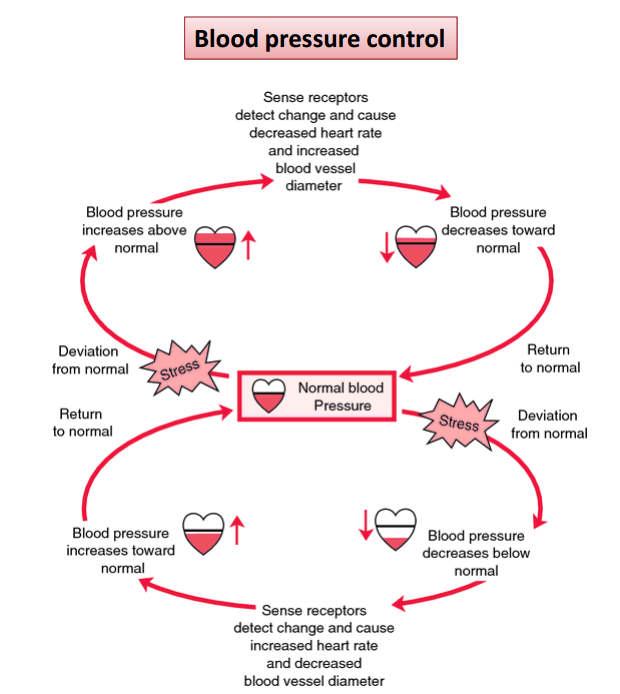 Blood pressure control
Sense receptors
detect change and cause
decreased heart rate
and increased
blood vessel
diameter
Blood pressure
increases above
normal
Blood pressure
decreases toward
normal
Deviation
from normal
Stress
Return
to normal
Normal blood
Pressure
Return
to normal
Stress
Deviation
from normal
Blood pressure
increases toward
normal
Blood pressure
decreases below
normal
Sense receptors
detect change and cause
increased heart rate
and decreased
blood vessel diameter